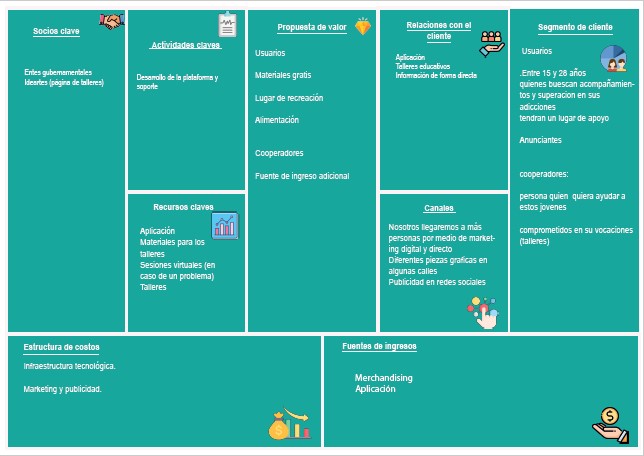 Socios clave
Entes gubernamentales
Ideartes (página de talleres)
Actividades claves
Desarrollo de la plataforma y
soporte
Recursos claves
Aplicación
Materiales para los
talleres
Sesiones virtuales (en
caso de un problema)
Talleres
Propuesta de valor
Usuarios
Materiales gratis
Lugar de recreación
Alimentación
Cooperadores
Fuente de ingreso adicional
Relaciones con el
cliente
Aplicación
Talleres educativos
Información de forma directa
Canales
Nosotros llegaremos a más
personas por medio de market-
ing digital y directo
Diferentes piezas graficas en
algunas calles
Publicidad en redes sociales
Segmento de cliente
Usuarios
.Entre 15 y 28 años
quienes buescan acompañamien-
tos y superacion en sus
adicciones
tendran un lugar de apoyo
Anunciantes
cooperadores:
persona quien quiera ayudar a
estos jovenes
comprometidos en su vocaciones
(talleres)
Estructura de costos
Infraestructura tecnológica.
Marketing y publicidad.
Fuentes de ingresos
Merchandising
Aplicación